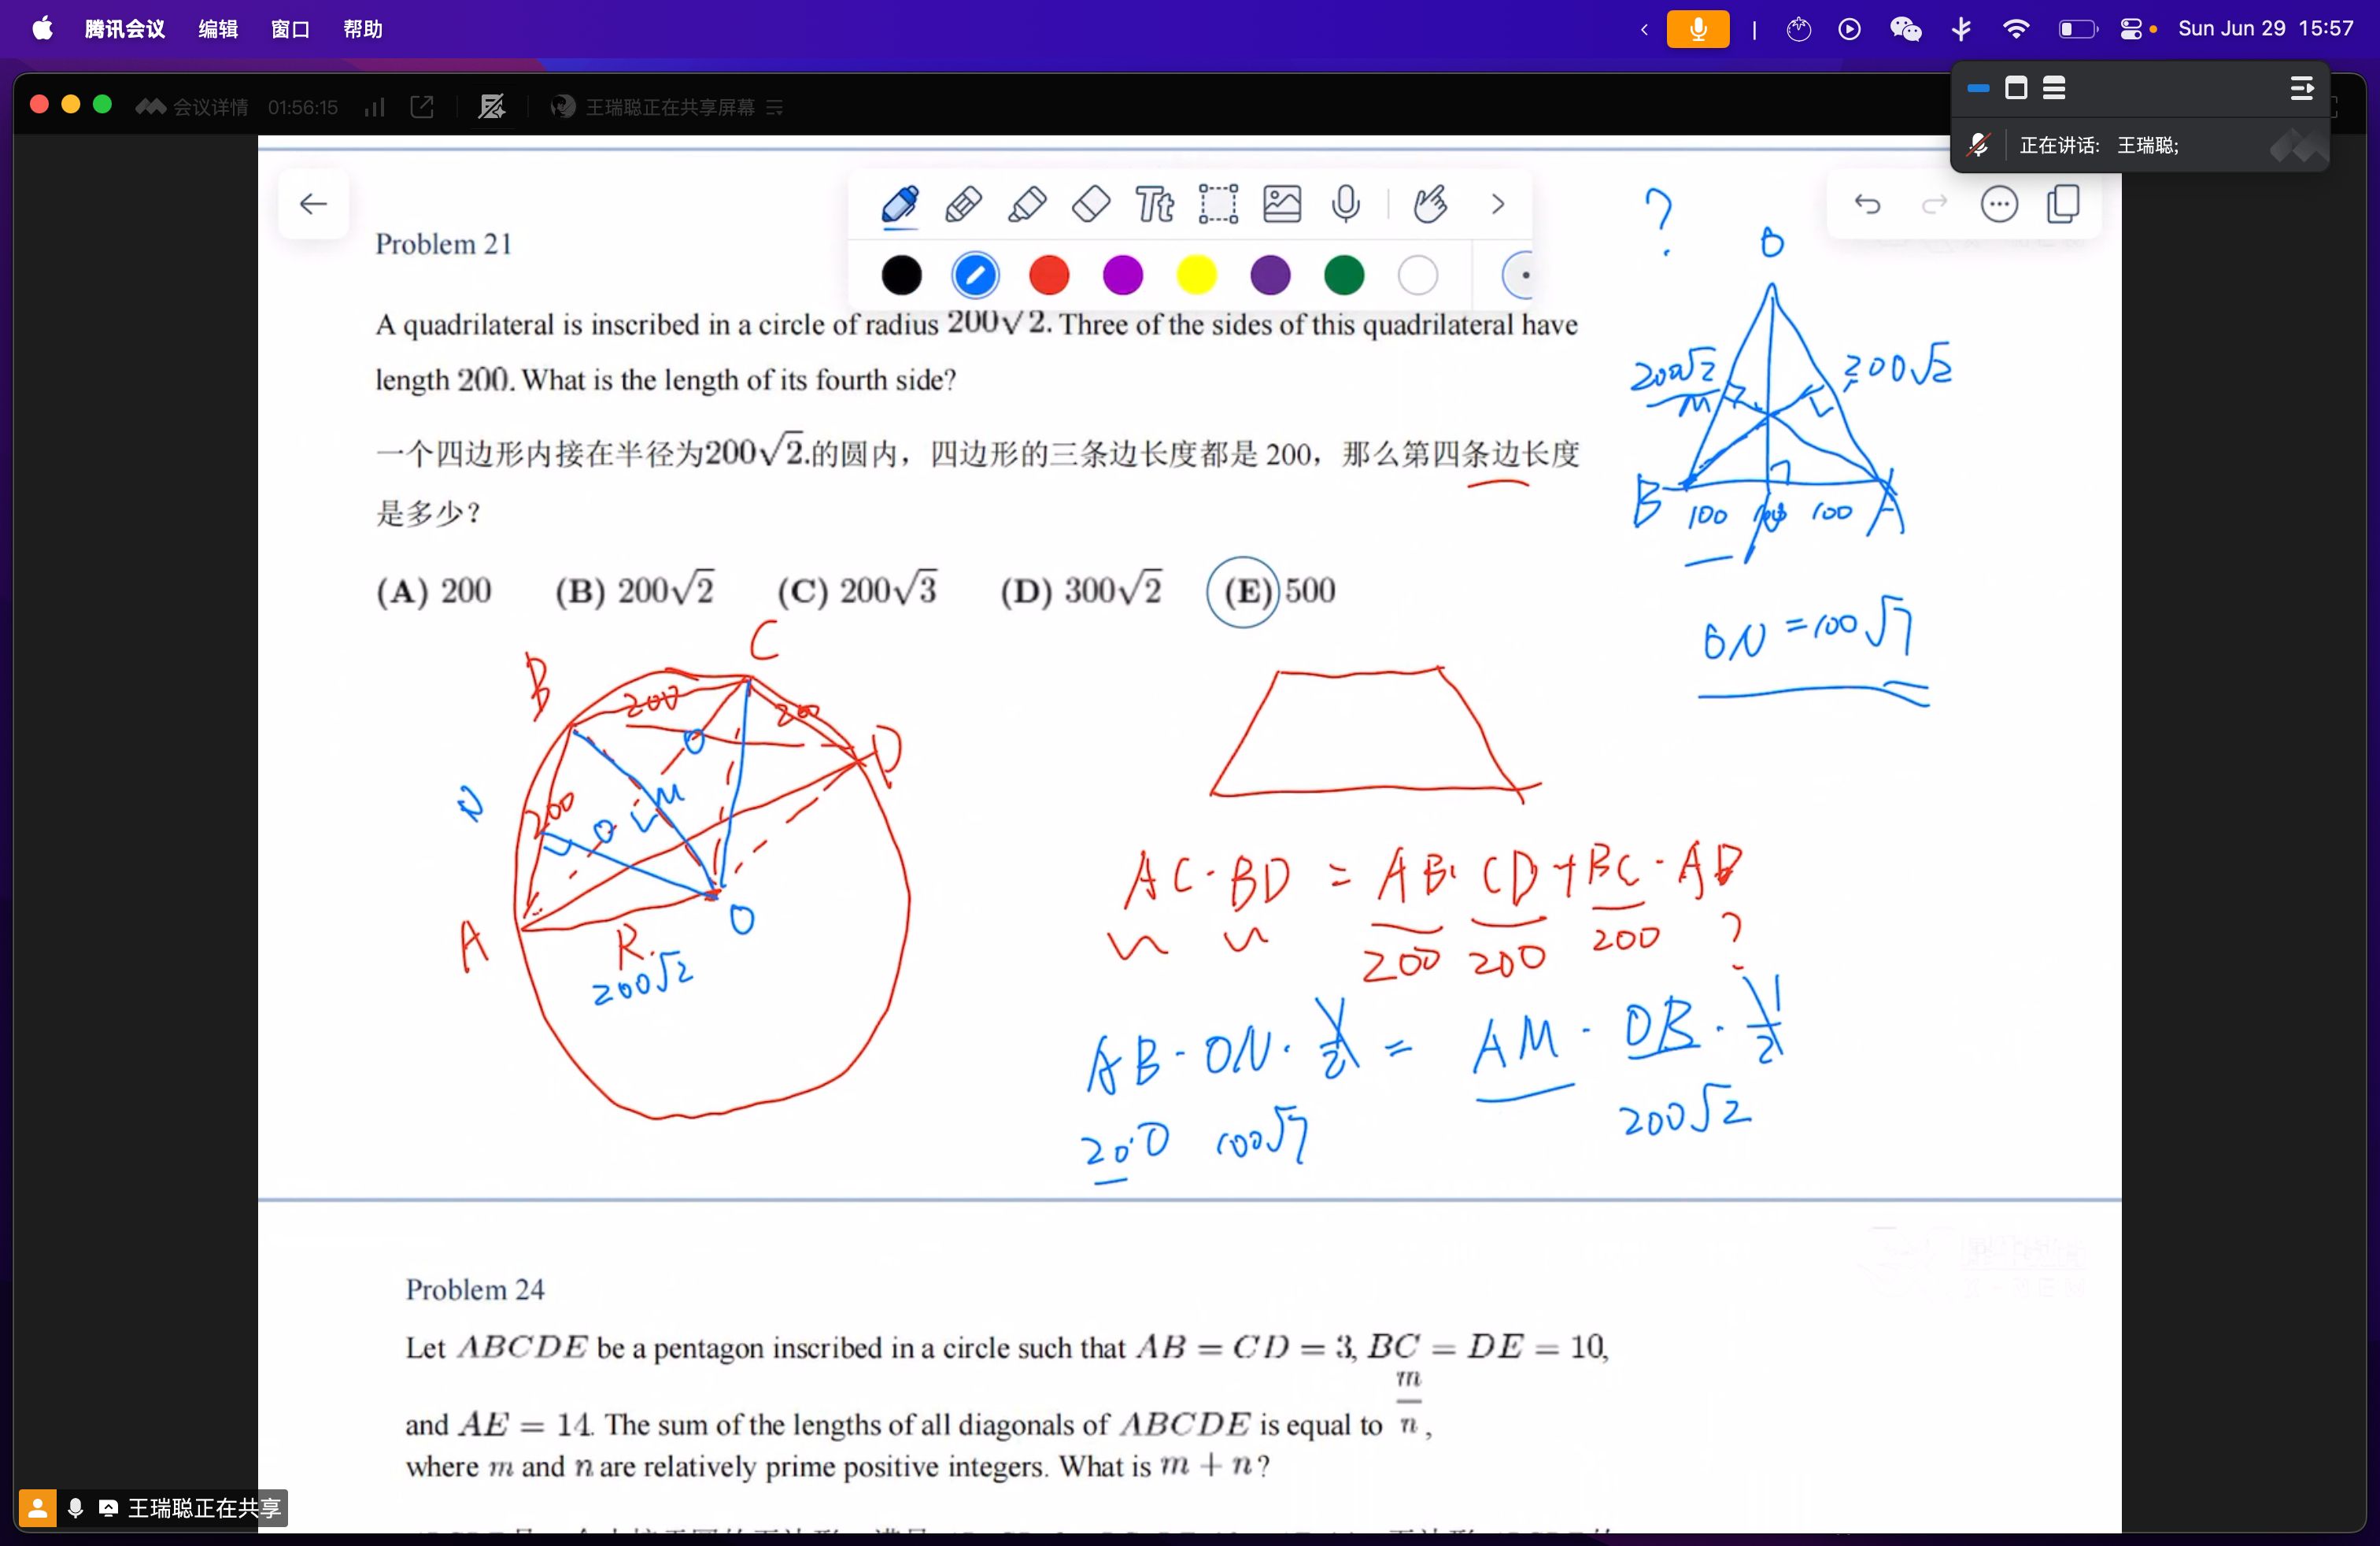 腾讯会议 编辑 窗口 帮助 Sun Jun 29 15:57
会议详情 01:56:15 王瑞聪正在共享屏幕
正在讲话: 王瑞聪;
Tt
Problem 21
A quadrilateral is inscribed in a circle of radius 200√2. Three of the sides of this quadrilateral have
length 200. What is the length of its fourth side?
一个四边形内接在半径为200√2.的圆内，四边形的三条边长度都是 200，那么第四条边长度
是多少？
(A) 200 (B) 200√2 (C) 200√3 (D) 300√2 (E) 500
?
O
200√2 200√2
M
B 100 100 A
ON = 100√7
C
B
200
200
D
N
M
200
A
R.
O
200√2
AC · BD = AB · CD + BC · AD
200 200 200 ?
AB · ON · 1/2 = AM · OB · 1/2
200 100√7 200√2
Problem 24
Let ABCDE be a pentagon inscribed in a circle such that AB = CD = 3, BC = DE = 10,
and AE = 14. The sum of the lengths of all diagonals of ABCDE is equal to m/n,
where m and n are relatively prime positive integers. What is m + n?
王瑞聪正在共享